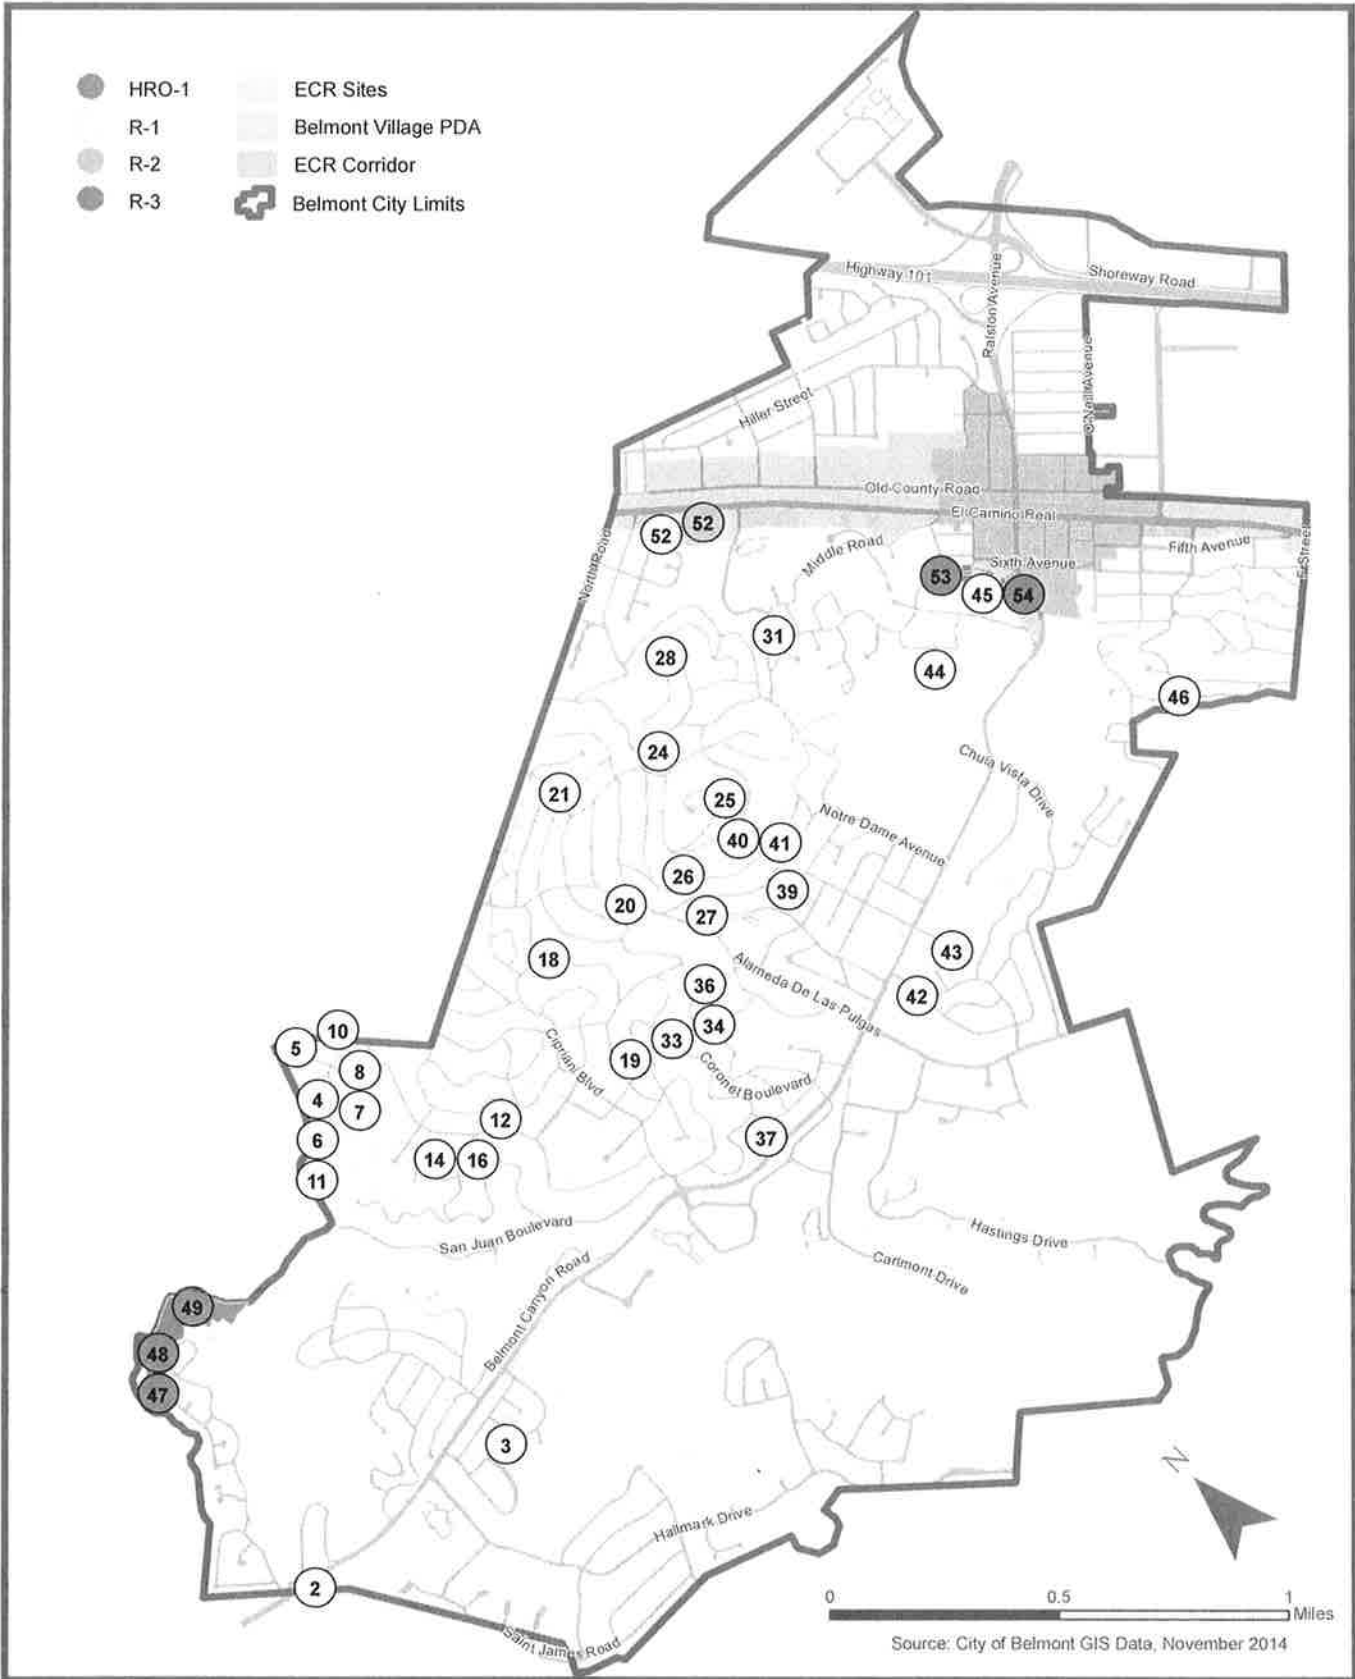 HRO-1
R-1
R-2
R-3
ECR Sites
Belmont Village PDA
ECR Corridor
Belmont City Limits
Highway 101
Ralston Avenue
Shoreway Road
O'Neill Avenue
Hiller Street
Old County Road
El Camino Real
North Road
52
52
Middle Road
Sixth Avenue
Fifth Avenue
F Street
53
45
54
31
28
44
46
24
Chula Vista Drive
21
25
Notre Dame Avenue
40
41
26
39
20
27
43
18
Alameda De Las Pulgas
36
42
10
5
34
33
Cipriani Blvd
19
8
Coronet Boulevard
4
7
12
6
37
14
16
11
San Juan Boulevard
Hastings Drive
Carlmont Drive
Belmont Canyon Road
49
48
47
3
N
Hallmark Drive
2
0 0.5 1
Miles
Saint James Road
Source: City of Belmont GIS Data, November 2014